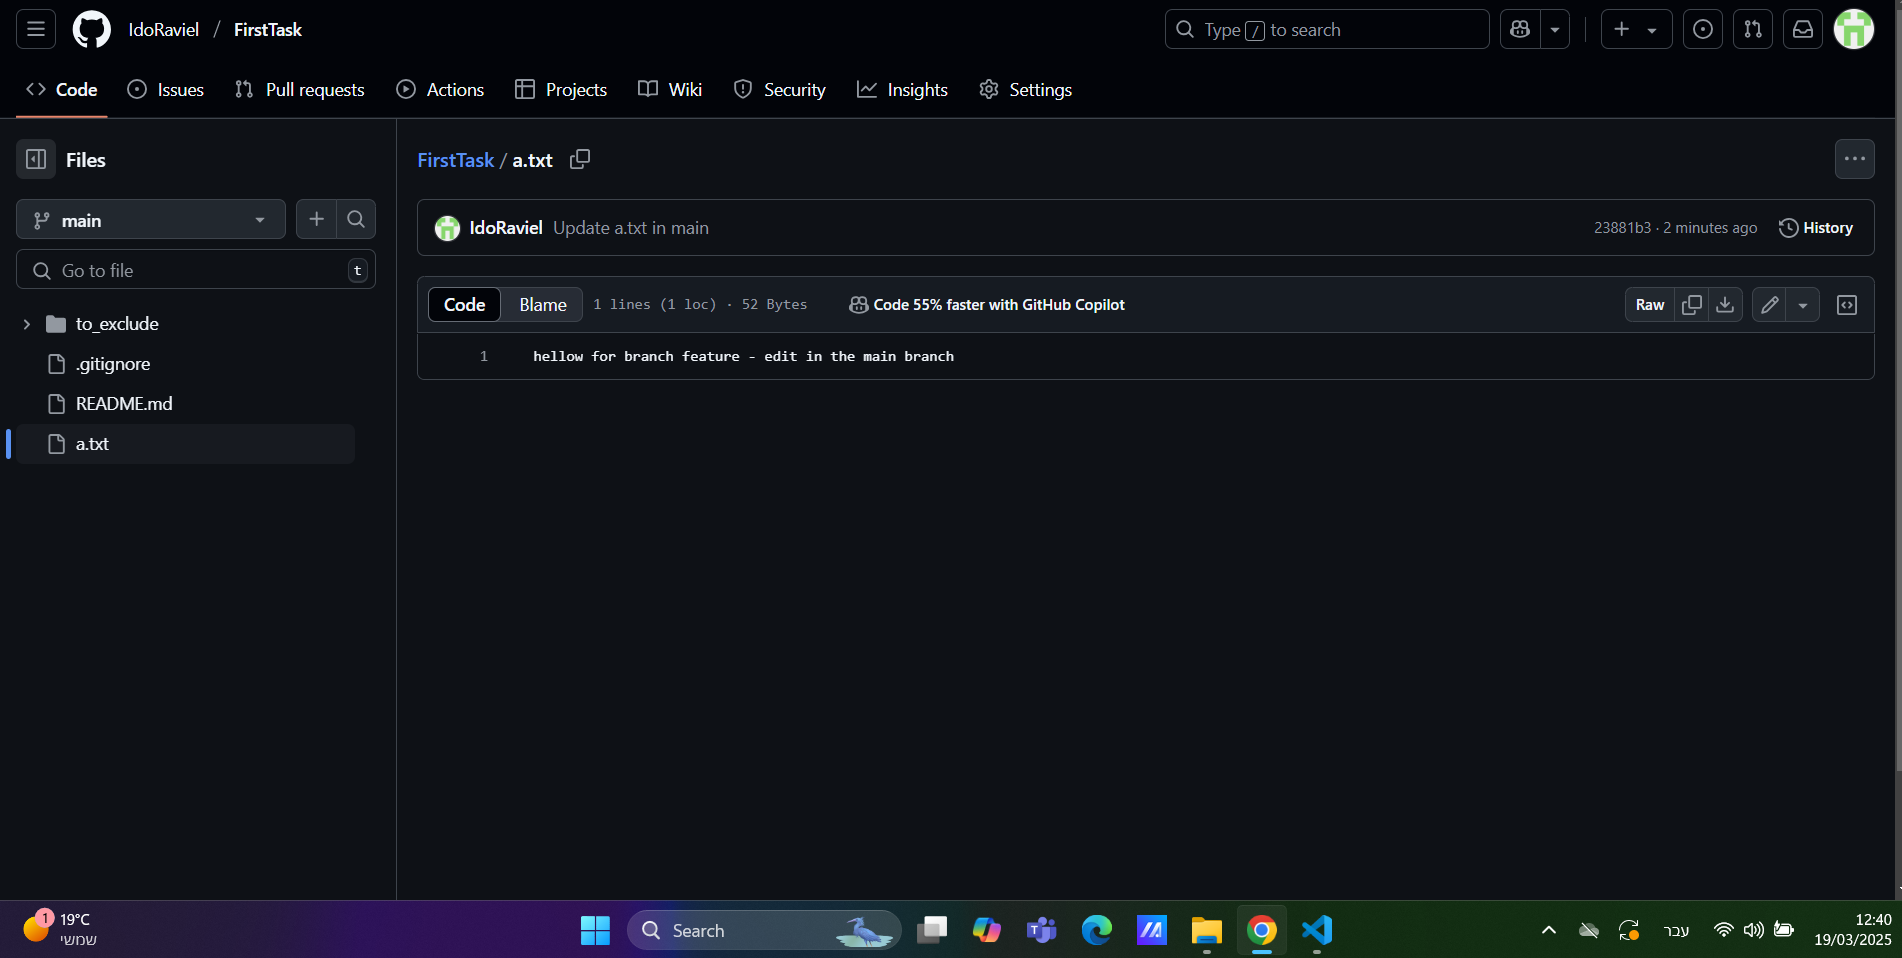 IdoRaviel / FirstTask
Type / to search
Code Issues Pull requests Actions Projects Wiki Security Insights Settings
Files
main
Go to file t
to_exclude
.gitignore
README.md
a.txt
FirstTask / a.txt
IdoRaviel Update a.txt in main 23881b3 · 2 minutes ago History
Code Blame 1 lines (1 loc) · 52 Bytes Code 55% faster with GitHub Copilot Raw
1 hellow for branch feature - edit in the main branch
1 19°C
שמשי
Search
עבר
12:40
19/03/2025